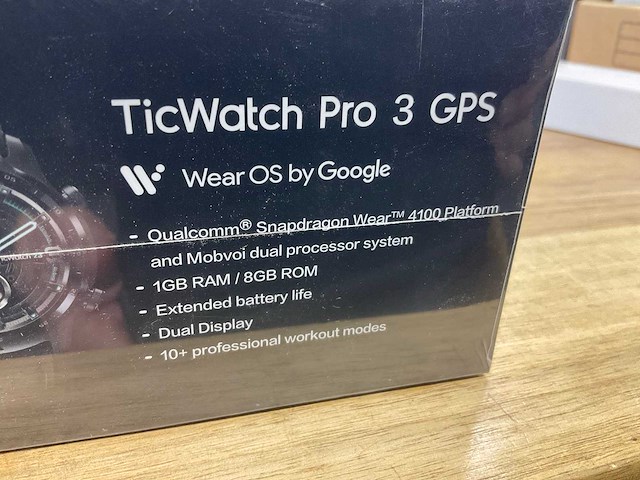 TicWatch Pro 3 GPS
Wear OS by Google
- Qualcomm® Snapdragon Wear™ 4100 Platform
and Mobvoi dual processor system
- 1GB RAM / 8GB ROM
- Extended battery life
- Dual Display
- 10+ professional workout modes